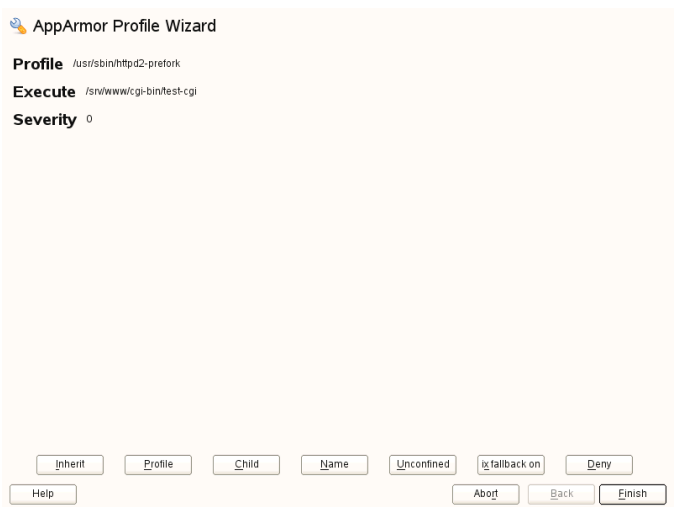 AppArmor Profile Wizard
Profile /usr/sbin/httpd2-prefork
Execute /srv/www/cgi-bin/test-cgi
Severity 0
Inherit Profile Child Name Unconfined ix fallback on Deny
Help Abort Back Finish